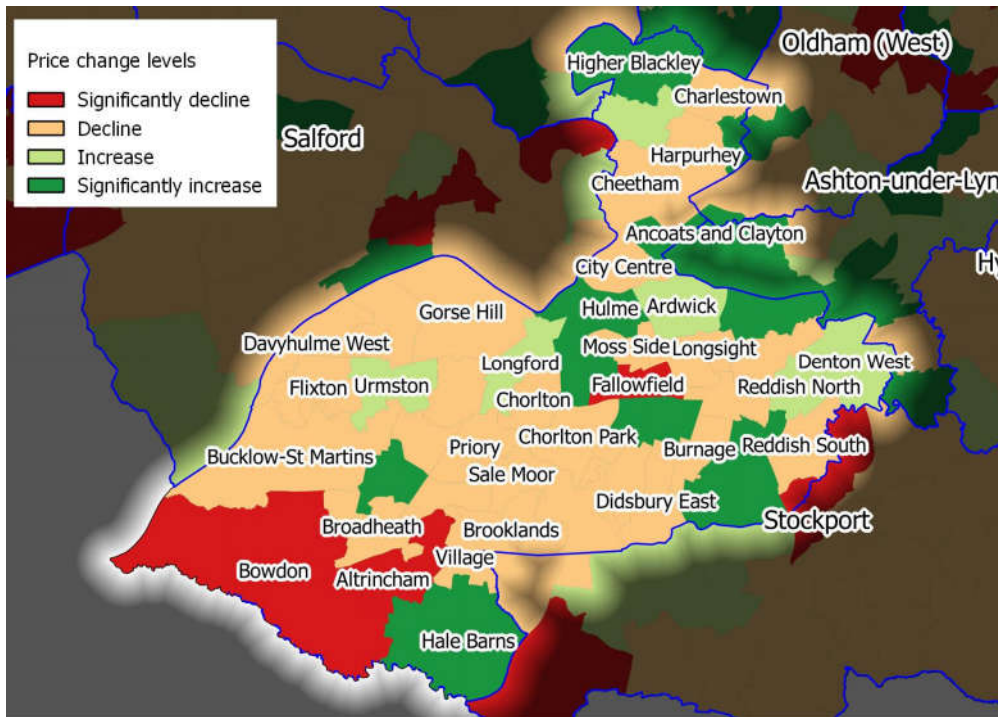 Price change levels
Significantly decline
Decline
Increase
Significantly increase
Oldham (West)
Higher Blackley
Charlestown
Salford
Harpurhey
Cheetham
Ashton-under-Lyn
Ancoats and Clayton
City Centre
Hy
Hulme
Ardwick
Gorse Hill
Davyhulme West
Moss Side
Longsight
Longford
Denton West
Flixton
Urmston
Fallowfield
Reddish North
Chorlton
Chorlton Park
Priory
Burnage
Reddish South
Bucklow-St Martins
Sale Moor
Didsbury East
Stockport
Broadheath
Brooklands
Village
Bowdon
Altrincham
Hale Barns